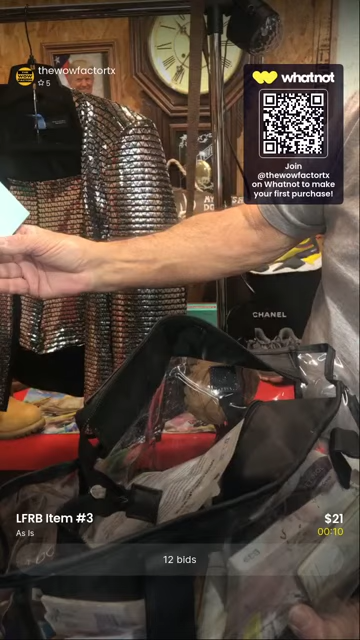 thewowfactortx
☆ 5
whatnot
Join
@thewowfactortx
on Whatnot to make
your first purchase!
CHANEL
LFRB Item #3
$21
As Is
00:10
12 bids